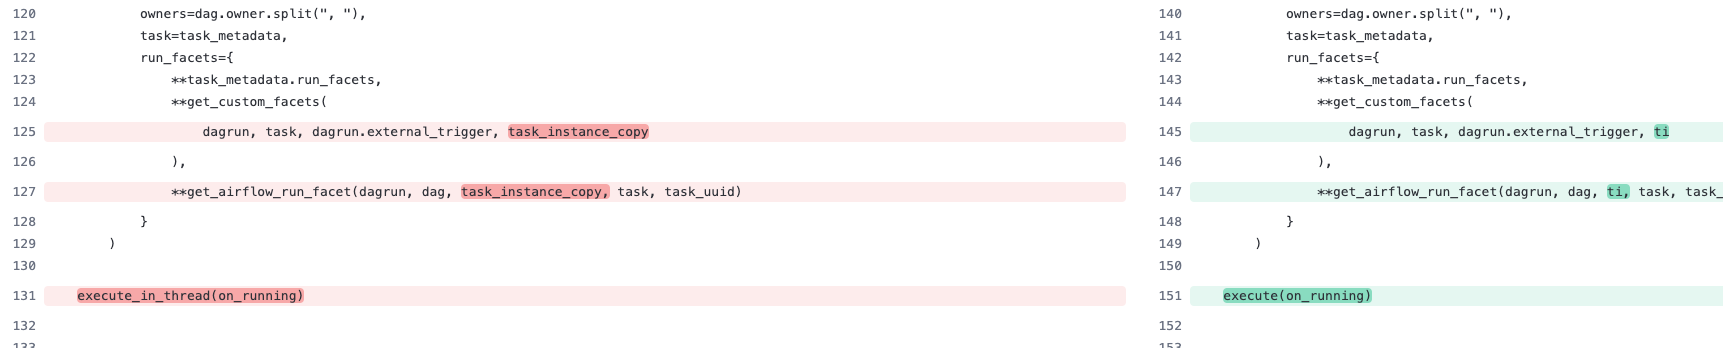 120 owners=dag.owner.split(", "),
121 task=task_metadata,
122 run_facets={
123 **task_metadata.run_facets,
124 **get_custom_facets(
125 dagrun, task, dagrun.external_trigger, task_instance_copy
126 ),
127 **get_airflow_run_facet(dagrun, dag, task_instance_copy, task, task_uuid)
128 }
129 )
130
131 execute_in_thread(on_running)
132
133
140 owners=dag.owner.split(", "),
141 task=task_metadata,
142 run_facets={
143 **task_metadata.run_facets,
144 **get_custom_facets(
145 dagrun, task, dagrun.external_trigger, ti
146 ),
147 **get_airflow_run_facet(dagrun, dag, ti, task, task_
148 }
149 )
150
151 execute(on_running)
152
153